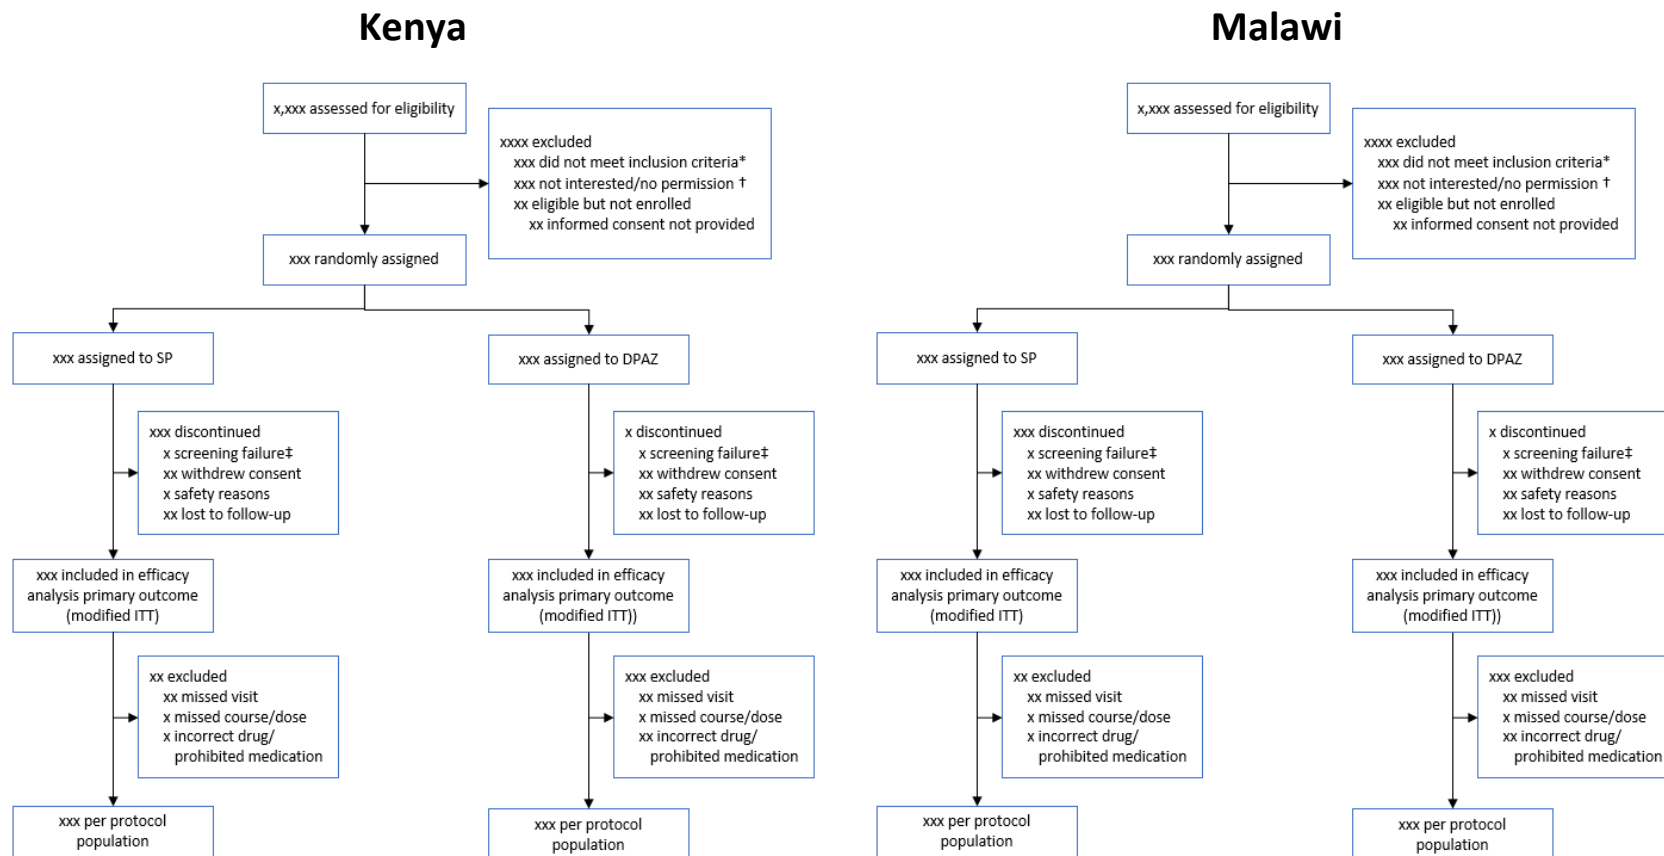 Kenya
x,xxx assessed for eligibility
xxxx excluded
xxx did not meet inclusion criteria*
xxx not interested/no permission †
xx eligible but not enrolled
xx informed consent not provided
xxx randomly assigned
xxx assigned to SP
xxx assigned to DPAZ
xxx discontinued
x screening failure‡
xx withdrew consent
x safety reasons
xx lost to follow-up
x discontinued
x screening failure‡
xx withdrew consent
xx safety reasons
xx lost to follow-up
xxx included in efficacy
analysis primary outcome
(modified ITT)
xxx included in efficacy
analysis primary outcome
(modified ITT))
xx excluded
xx missed visit
x missed course/dose
x incorrect drug/
prohibited medication
xxx excluded
xx missed visit
x missed course/dose
xx incorrect drug/
prohibited medication
xxx per protocol
population
xxx per protocol
population
Malawi
x,xxx assessed for eligibility
xxxx excluded
xxx did not meet inclusion criteria*
xxx not interested/no permission †
xx eligible but not enrolled
xx informed consent not provided
xxx randomly assigned
xxx assigned to SP
xxx assigned to DPAZ
xxx discontinued
x screening failure‡
xx withdrew consent
x safety reasons
xx lost to follow-up
x discontinued
x screening failure‡
xx withdrew consent
xx safety reasons
xx lost to follow-up
xxx included in efficacy
analysis primary outcome
(modified ITT)
xxx included in efficacy
analysis primary outcome
(modified ITT))
xx excluded
xx missed visit
x missed course/dose
x incorrect drug/
prohibited medication
xxx excluded
xx missed visit
x missed course/dose
xx incorrect drug/
prohibited medication
xxx per protocol
population
xxx per protocol
population